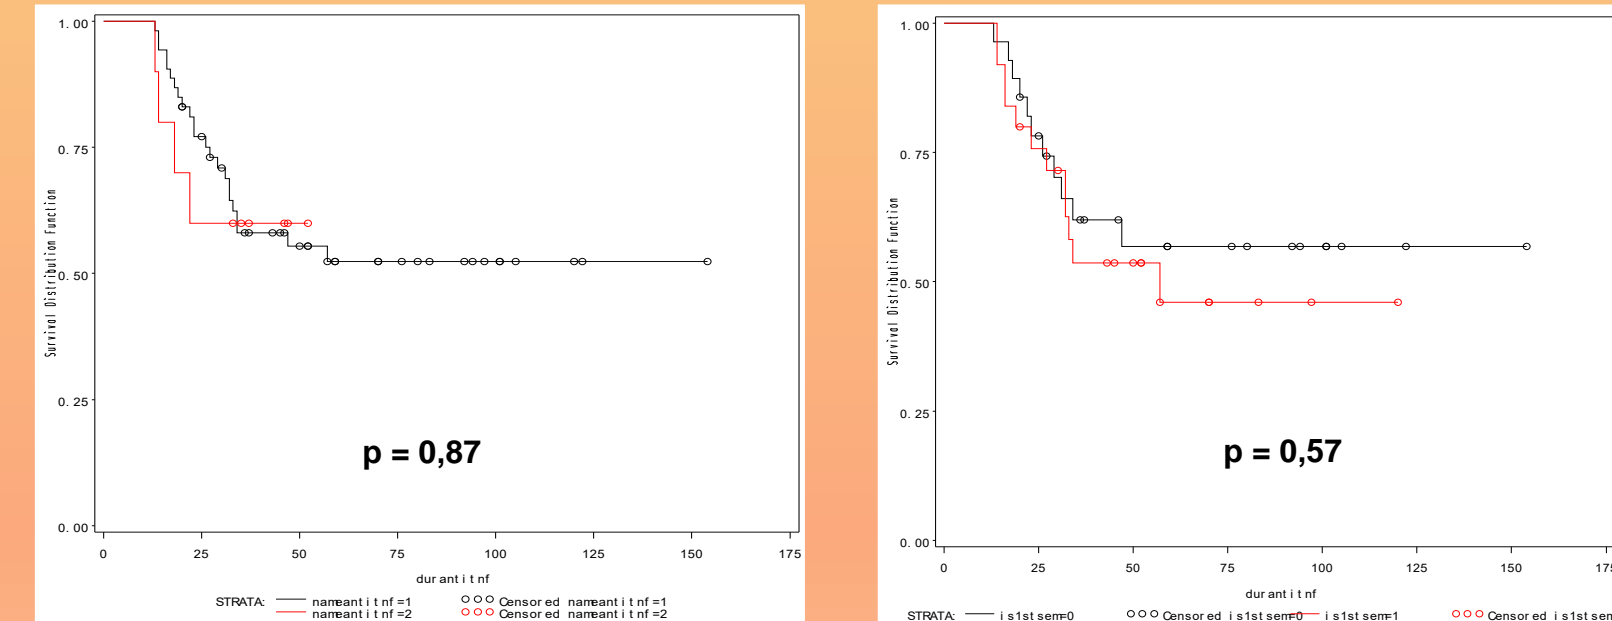 1.00
0.75
0.50
0.25
0.00
Survival Distribution Function
p = 0,87
0 25 50 75 100 125 150 175
durantitnf
STRATA: nameantitnf=1 Censored nameantitnf=1
nameantitnf=2 Censored nameantitnf=2
1.00
0.75
0.50
0.25
0.00
Survival Distribution Function
p = 0,57
0 25 50 75 100 125 150 175
durantitnf
STRATA: is1stsem=0 Censored is1stsem=0 is1stsem=1 Censored is1stsem